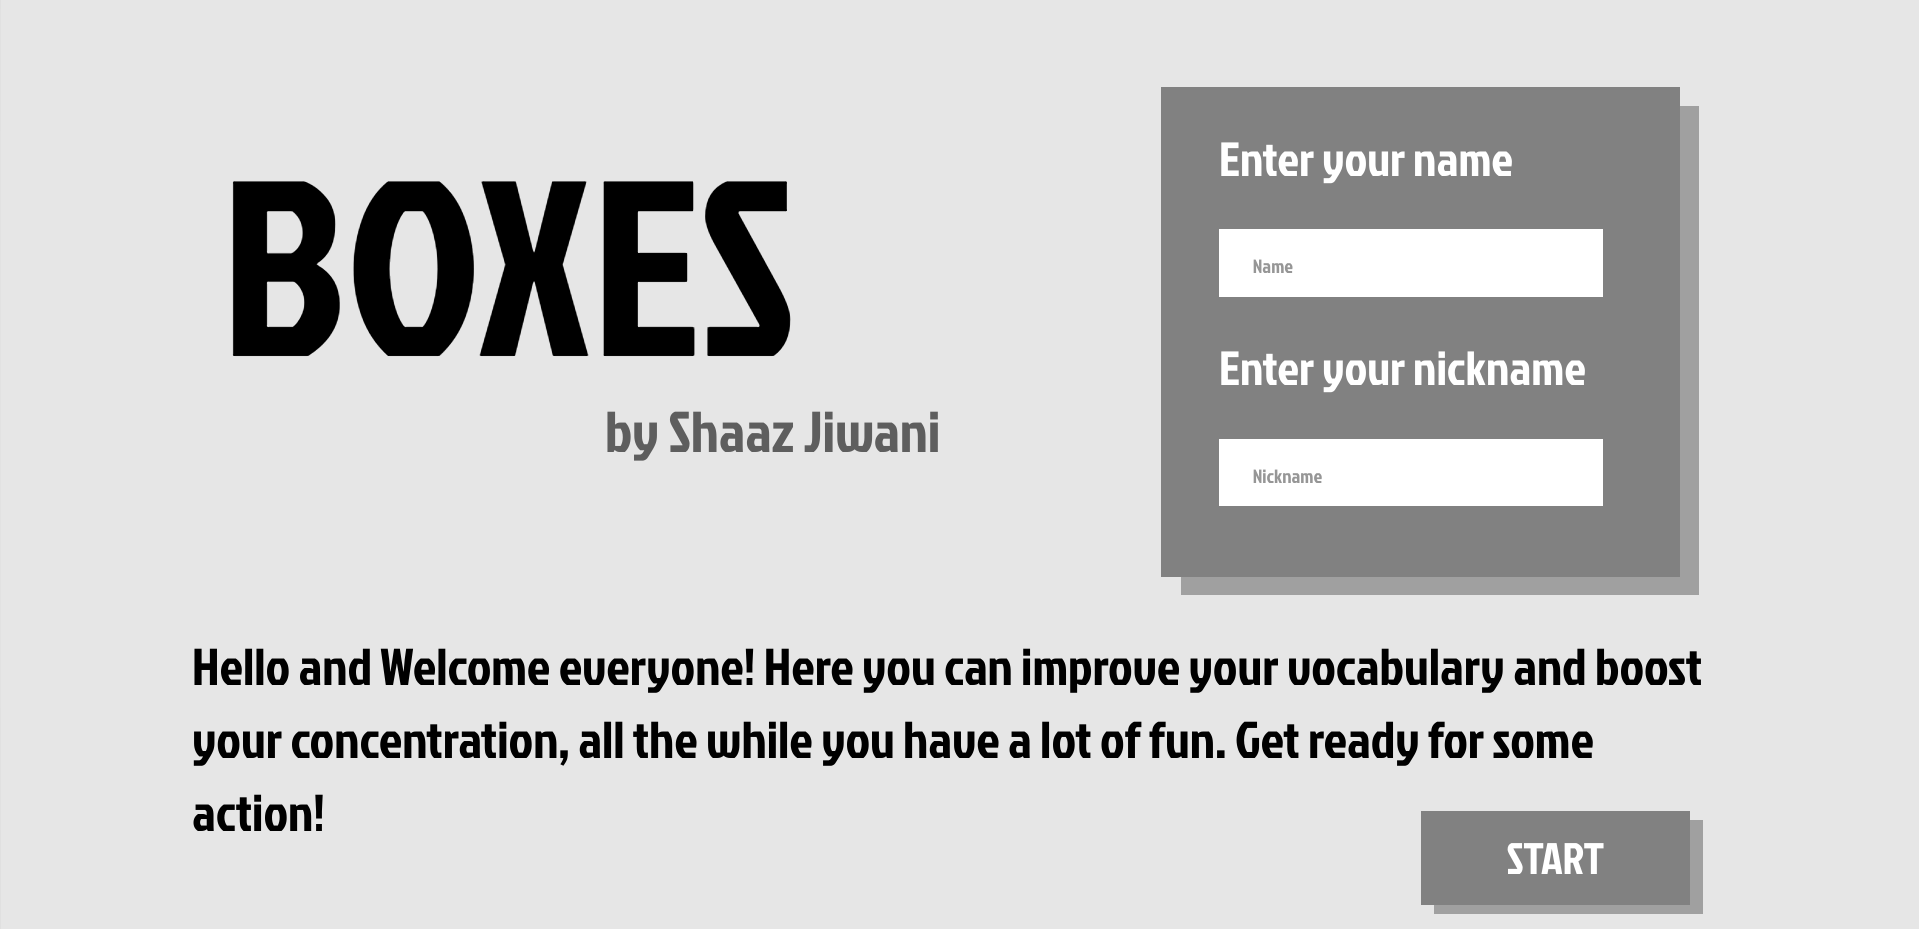 BOXES
by Shaaz Jiwani
Enter your name
Name
Enter your nickname
Nickname
Hello and Welcome everyone! Here you can improve your vocabulary and boost
your concentration, all the while you have a lot of fun. Get ready for some
action!
START